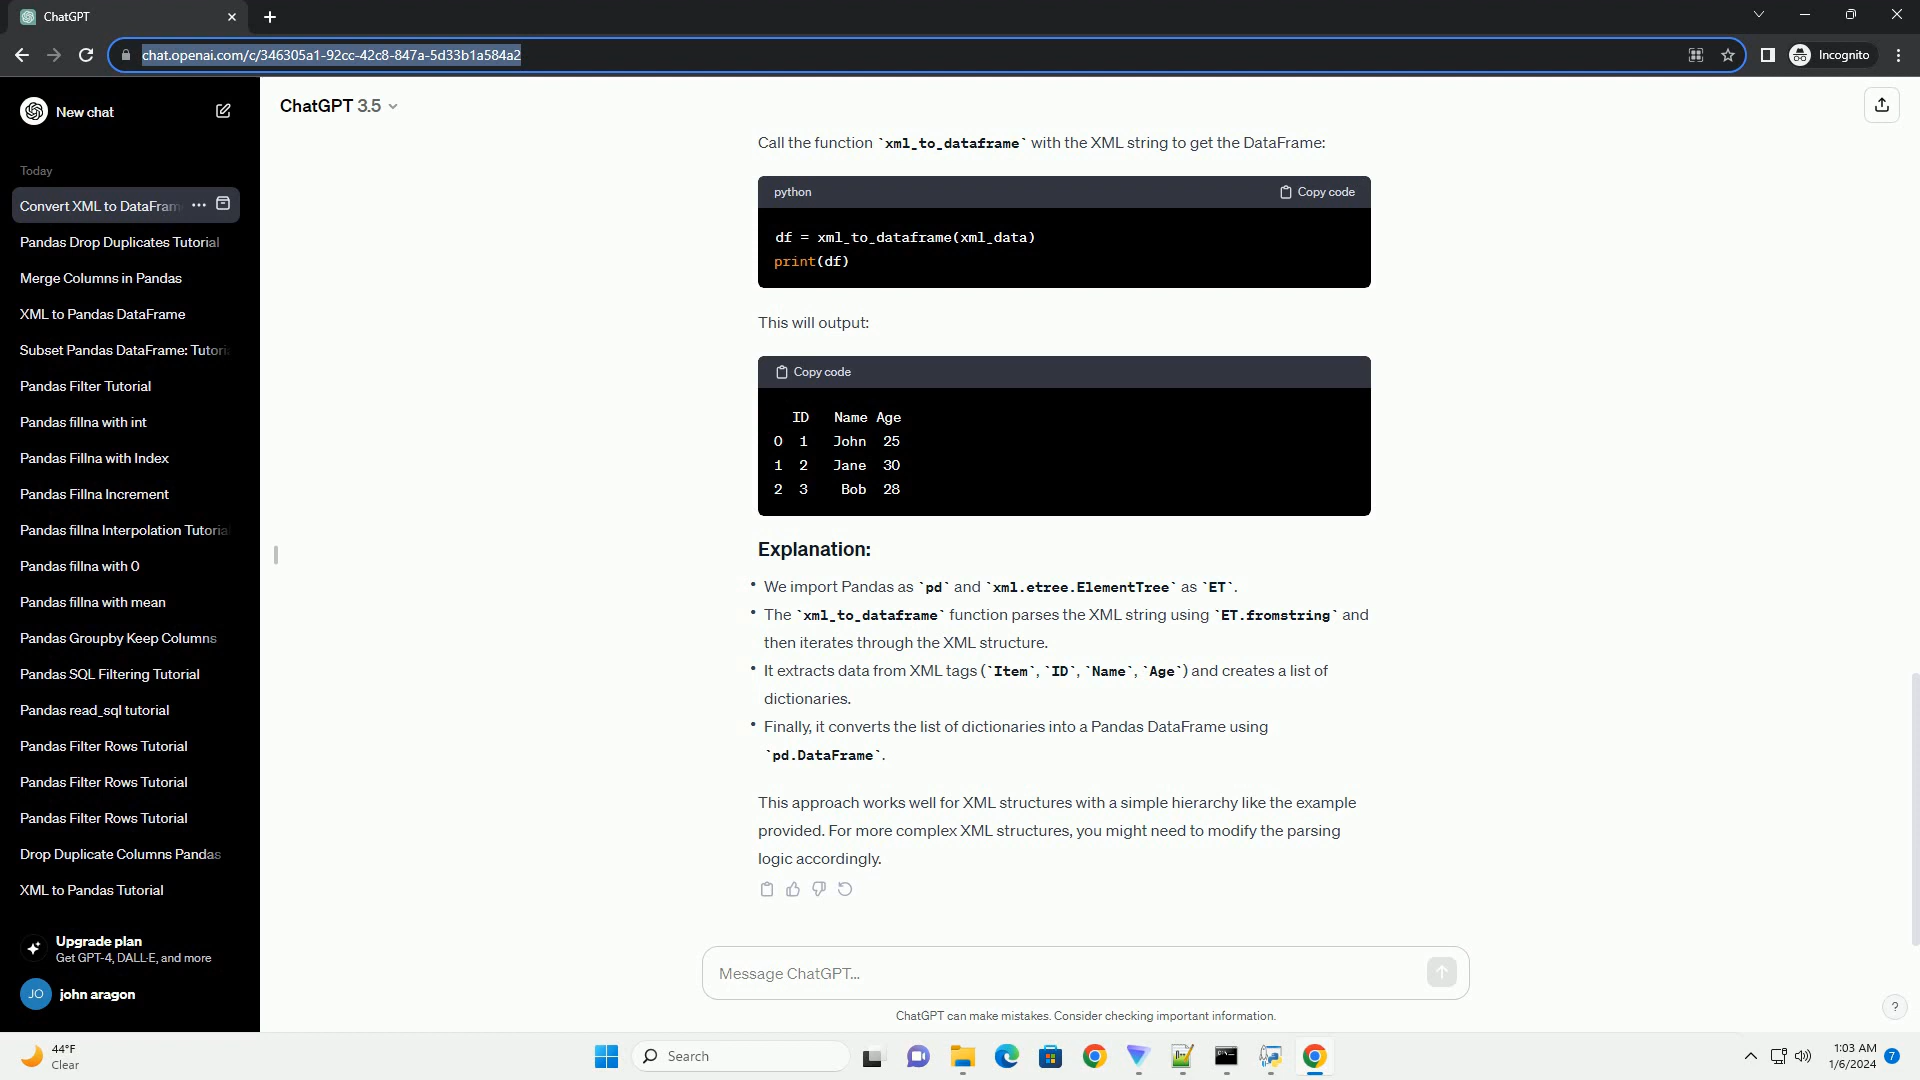 ChatGPT
chat.openai.com/c/346305a1-92cc-42c8-847a-5d33b1a584a2
Incognito
New chat
Today
Convert XML to DataFram
Pandas Drop Duplicates Tutorial
Merge Columns in Pandas
XML to Pandas DataFrame
Subset Pandas DataFrame: Tutori
Pandas Filter Tutorial
Pandas fillna with int
Pandas Fillna with Index
Pandas Fillna Increment
Pandas fillna Interpolation Tutorial
Pandas fillna with 0
Pandas fillna with mean
Pandas Groupby Keep Columns
Pandas SQL Filtering Tutorial
Pandas read_sql tutorial
Pandas Filter Rows Tutorial
Pandas Filter Rows Tutorial
Pandas Filter Rows Tutorial
Drop Duplicate Columns Pandas
XML to Pandas Tutorial
Upgrade plan
Get GPT-4, DALL·E, and more
JO john aragon
ChatGPT 3.5
Call the function `xml_to_dataframe` with the XML string to get the DataFrame:
python Copy code
df = xml_to_dataframe(xml_data)
print(df)
This will output:
Copy code
ID Name Age
0 1 John 25
1 2 Jane 30
2 3 Bob 28
Explanation:
• We import Pandas as `pd` and `xml.etree.ElementTree` as `ET`.
• The `xml_to_dataframe` function parses the XML string using `ET.fromstring` and
then iterates through the XML structure.
• It extracts data from XML tags (`Item`, `ID`, `Name`, `Age`) and creates a list of
dictionaries.
• Finally, it converts the list of dictionaries into a Pandas DataFrame using
`pd.DataFrame`.
This approach works well for XML structures with a simple hierarchy like the example
provided. For more complex XML structures, you might need to modify the parsing
logic accordingly.
Message ChatGPT...
ChatGPT can make mistakes. Consider checking important information.
?
44°F
Clear
Search
1:03 AM
1/6/2024
7